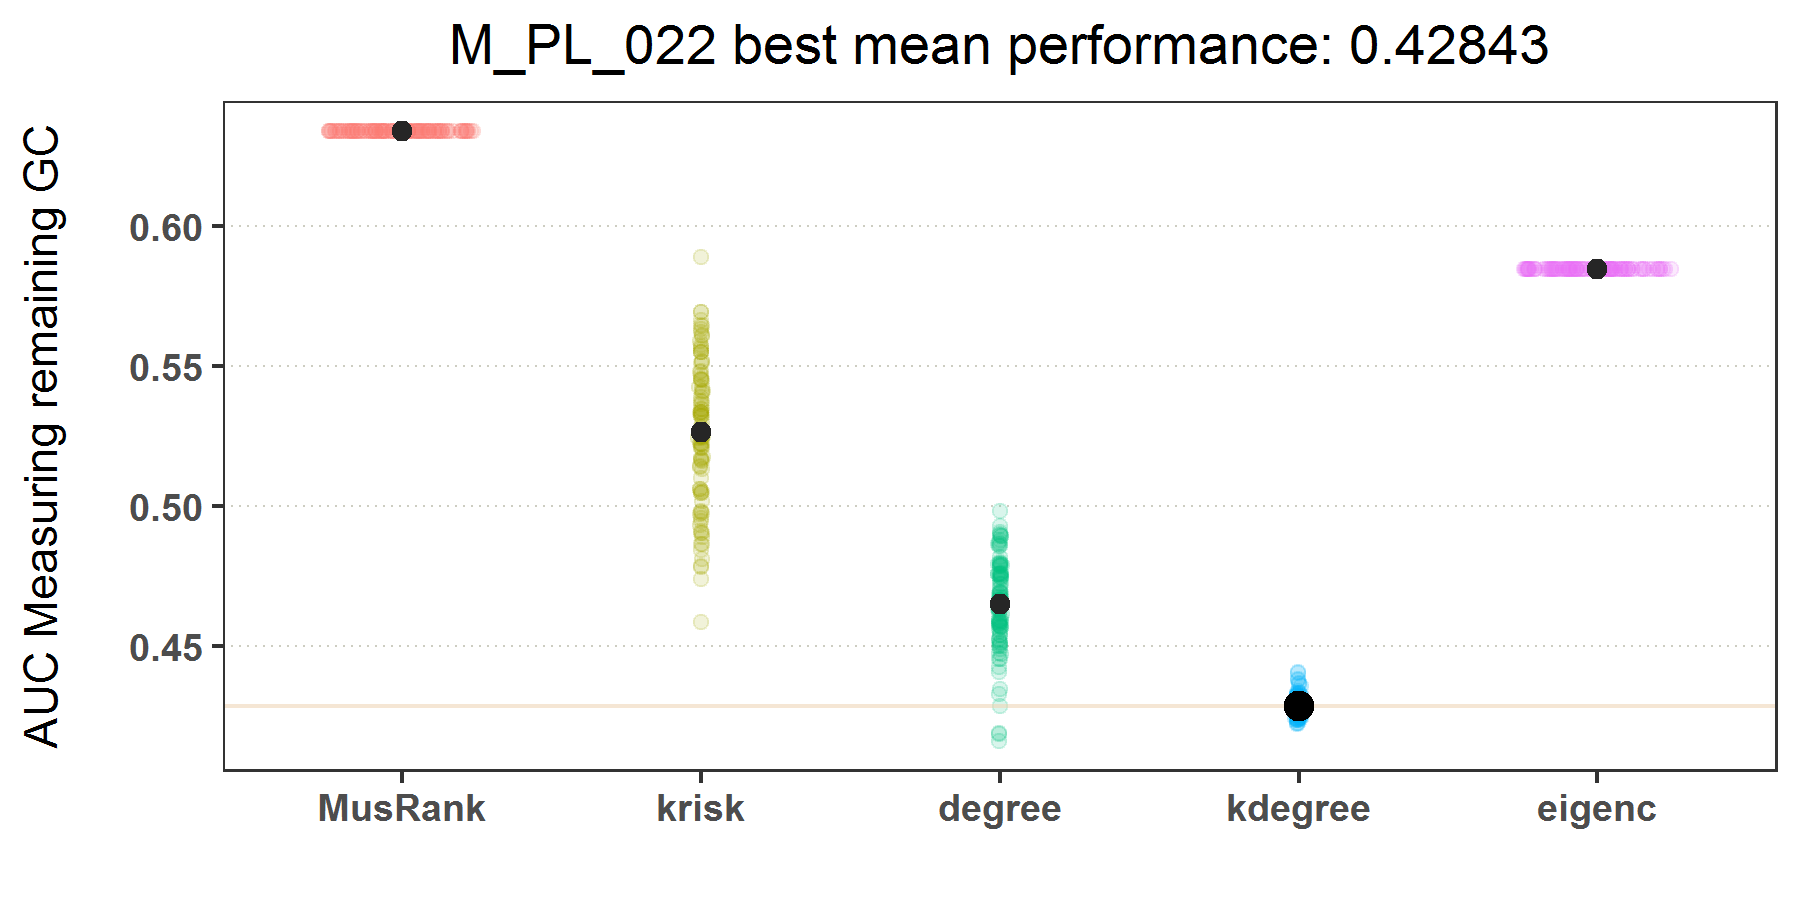 M_PL_022 best mean performance: 0.42843
AUC Measuring remaining GC
0.60
0.55
0.50
0.45
MusRank krisk degree kdegree eigenc